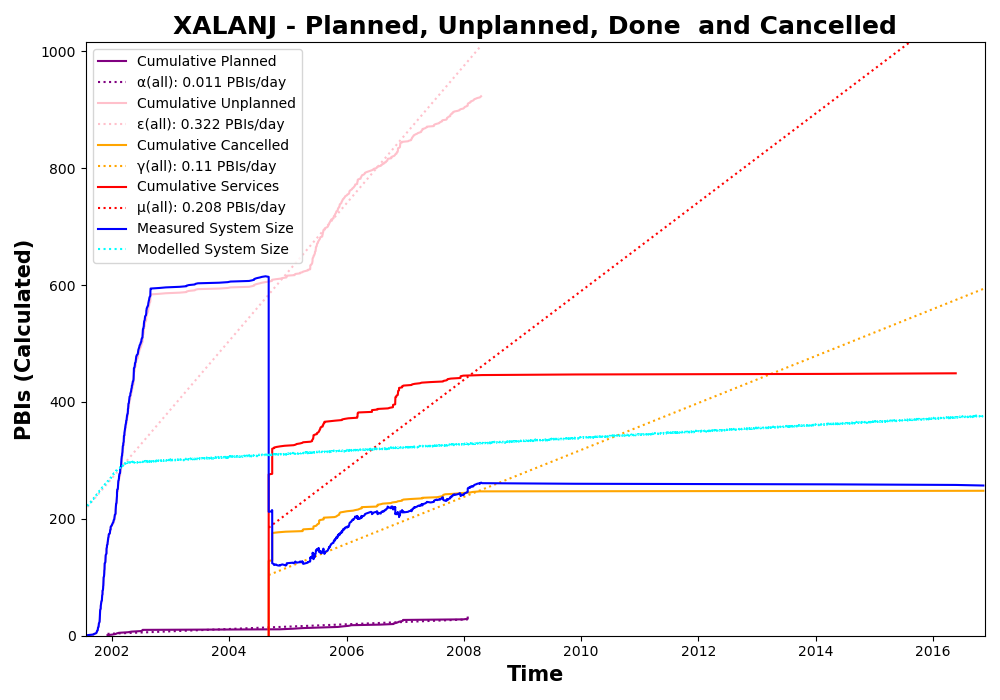 XALANJ - Planned, Unplanned, Done  and Cancelled
PBIs (Calculated)
1000
800
600
400
200
0
Cumulative Planned
α(all): 0.011 PBIs/day
Cumulative Unplanned
ε(all): 0.322 PBIs/day
Cumulative Cancelled
γ(all): 0.11 PBIs/day
Cumulative Services
μ(all): 0.208 PBIs/day
Measured System Size
Modelled System Size
2002 2004 2006 2008 2010 2012 2014 2016
Time